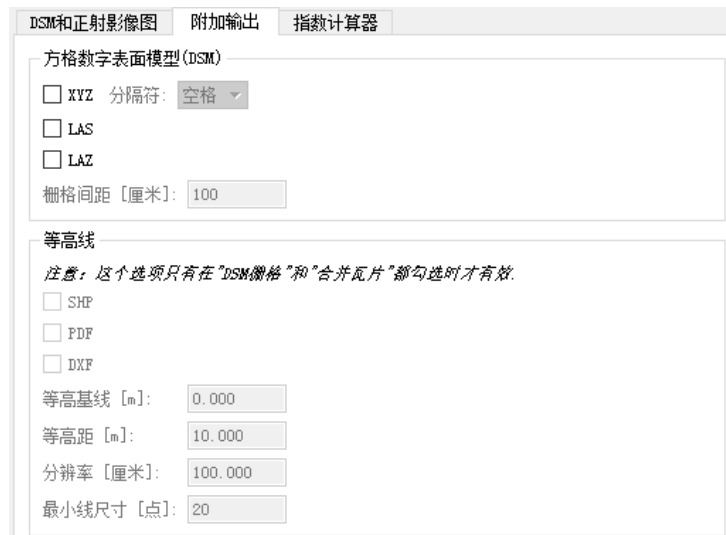 DSM和正射影像图 附加输出 指数计算器
方格数字表面模型(DSM)
XYZ 分隔符: 空格
LAS
LAZ
栅格间距 [厘米]: 100
等高线
注意: 这个选项只有在"DSM栅格"和"合并瓦片"都勾选时才有效.
SHP
PDF
DXF
等高基线 [m]: 0.000
等高距 [m]: 10.000
分辨率 [厘米]: 100.000
最小线尺寸 [点]: 20